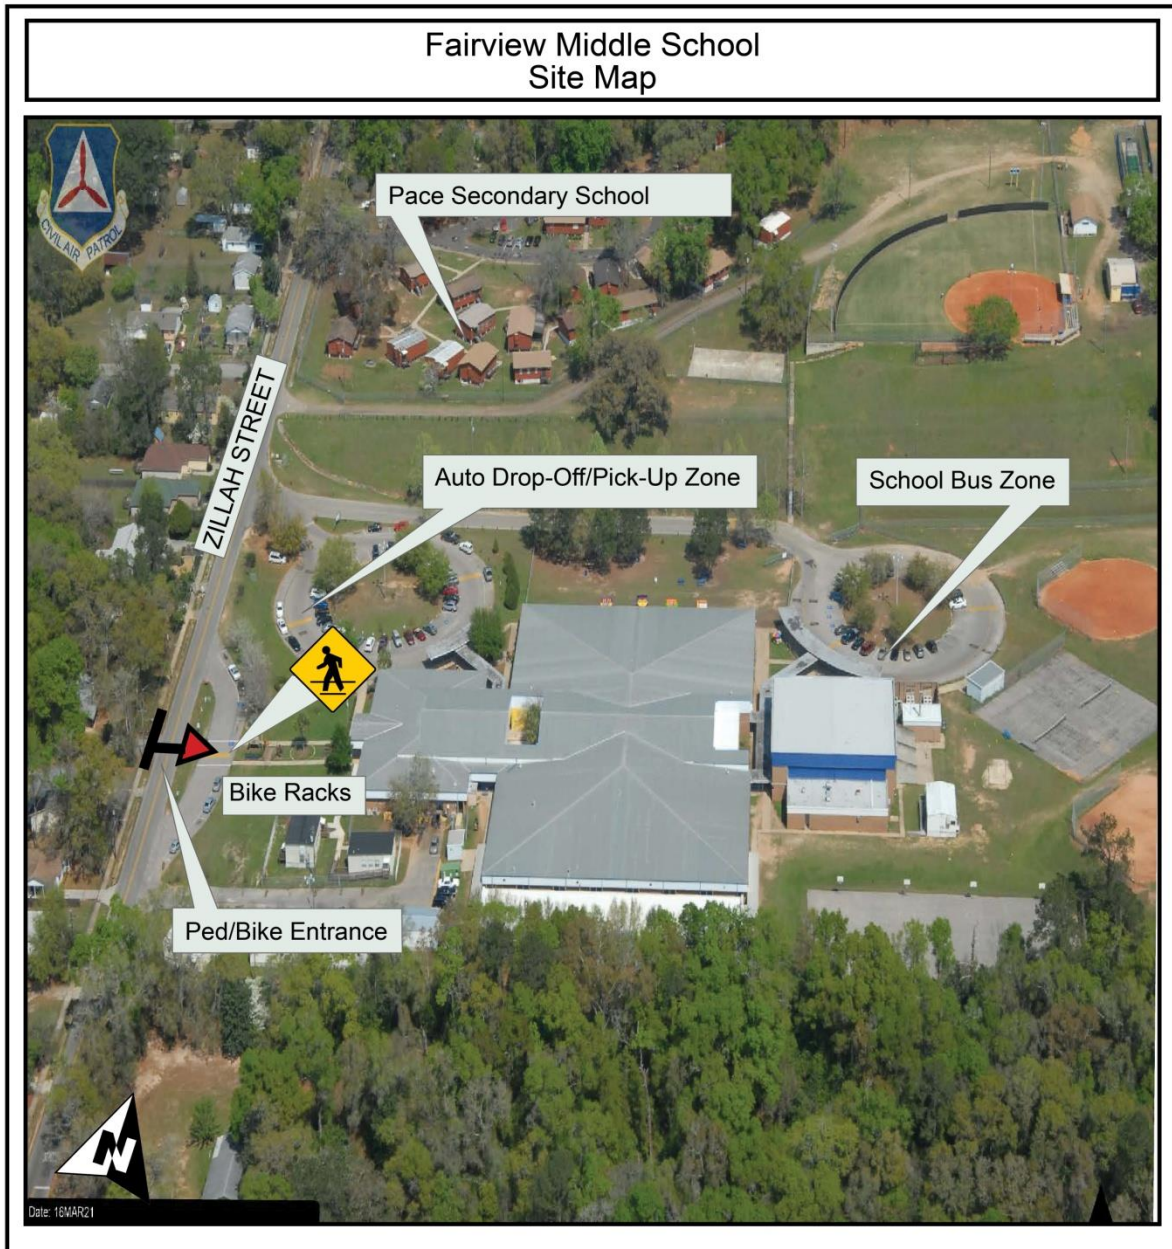 Fairview Middle School
Site Map
CIVIL AIR PATROL
Pace Secondary School
ZILLAH STREET
Auto Drop-Off/Pick-Up Zone
School Bus Zone
Bike Racks
Ped/Bike Entrance
N
Date: 16MAR21